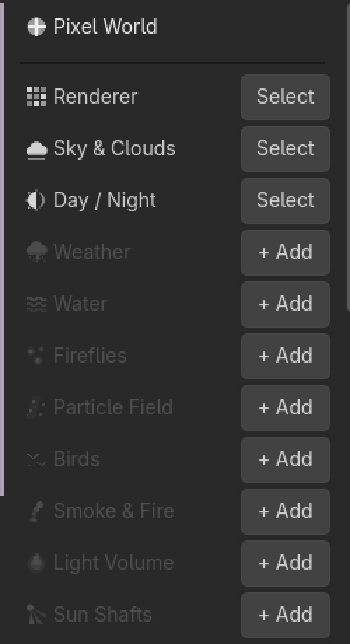 Pixel World
Renderer Select
Sky & Clouds Select
Day / Night Select
Weather + Add
Water + Add
Fireflies + Add
Particle Field + Add
Birds + Add
Smoke & Fire + Add
Light Volume + Add
Sun Shafts + Add